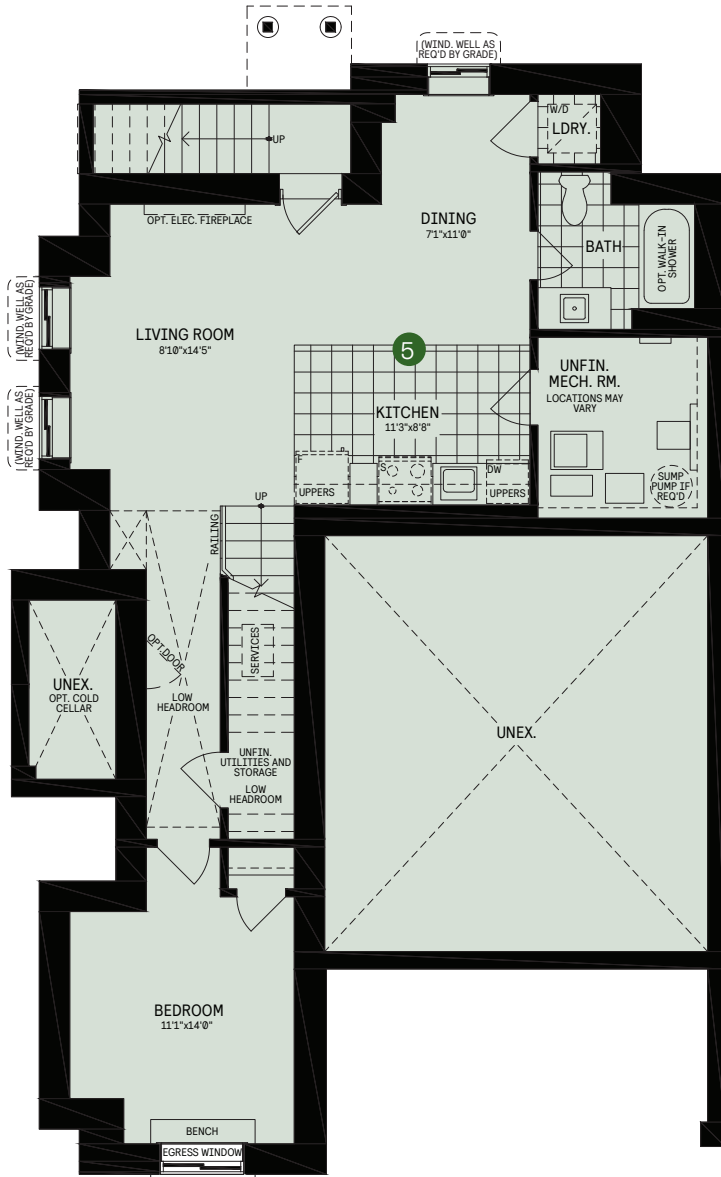 (WIND. WELL AS
REQ'D BY GRADE)
W/D
LDRY.
UP
OPT. ELEC. FIREPLACE
DINING
7'1"x11'0"
BATH
OPT. WALK-IN
SHOWER
(WIND. WELL AS
REQ'D BY GRADE)
LIVING ROOM
8'10"x14'5"
5
UNFIN.
MECH. RM.
LOCATIONS MAY
VARY
(WIND. WELL AS
REQ'D BY GRADE)
KITCHEN
11'3"x8'8"
F
S
DW
UPPERS
UPPERS
SUMP
PUMP IF
REQ'D
UP
RAILING
OPT.DOOR
SERVICES
UNEX.
OPT. COLD
CELLAR
LOW
HEADROOM
UNEX.
UNFIN.
UTILITIES AND
STORAGE
LOW
HEADROOM
BEDROOM
11'1"x14'0"
BENCH
EGRESS WINDOW